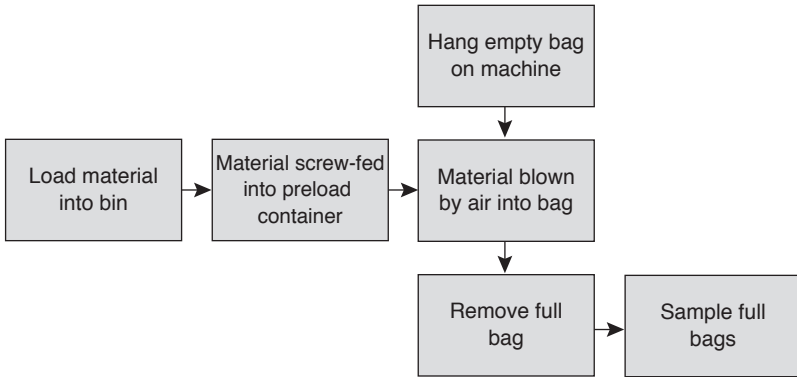 Hang empty bag
on machine
Load material
into bin
Material screw-fed
into preload
container
Material blown
by air into bag
Remove full
bag
Sample full
bags